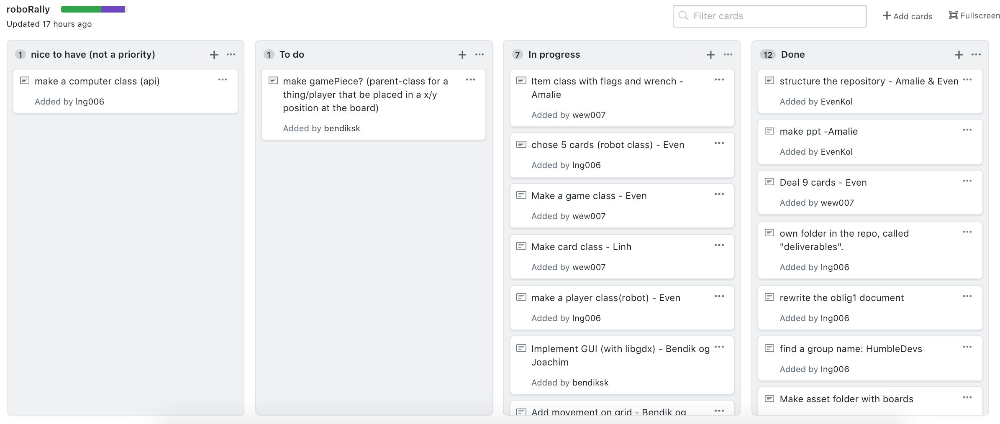 roboRally
Updated 17 hours ago
Filter cards
Add cards
Fullscreen
1 nice to have (not a priority)
make a computer class (api)
Added by lng006
1 To do
make gamePiece? (parent-class for a
thing/player that be placed in a x/y
position at the board)
Added by bendiksk
7 In progress
Item class with flags and wrench -
Amalie
Added by wew007
chose 5 cards (robot class) - Even
Added by lng006
Make a game class - Even
Added by wew007
Make card class - Linh
Added by wew007
make a player class(robot) - Even
Added by lng006
Implement GUI (with libgdx) - Bendik og
Joachim
Added by bendiksk
Add movement on grid - Bendik og
12 Done
structure the repository - Amalie & Even
Added by EvenKol
make ppt -Amalie
Added by EvenKol
Deal 9 cards - Even
Added by wew007
own folder in the repo, called
"deliverables".
Added by lng006
rewrite the oblig1 document
Added by lng006
find a group name: HumbleDevs
Added by lng006
Make asset folder with boards